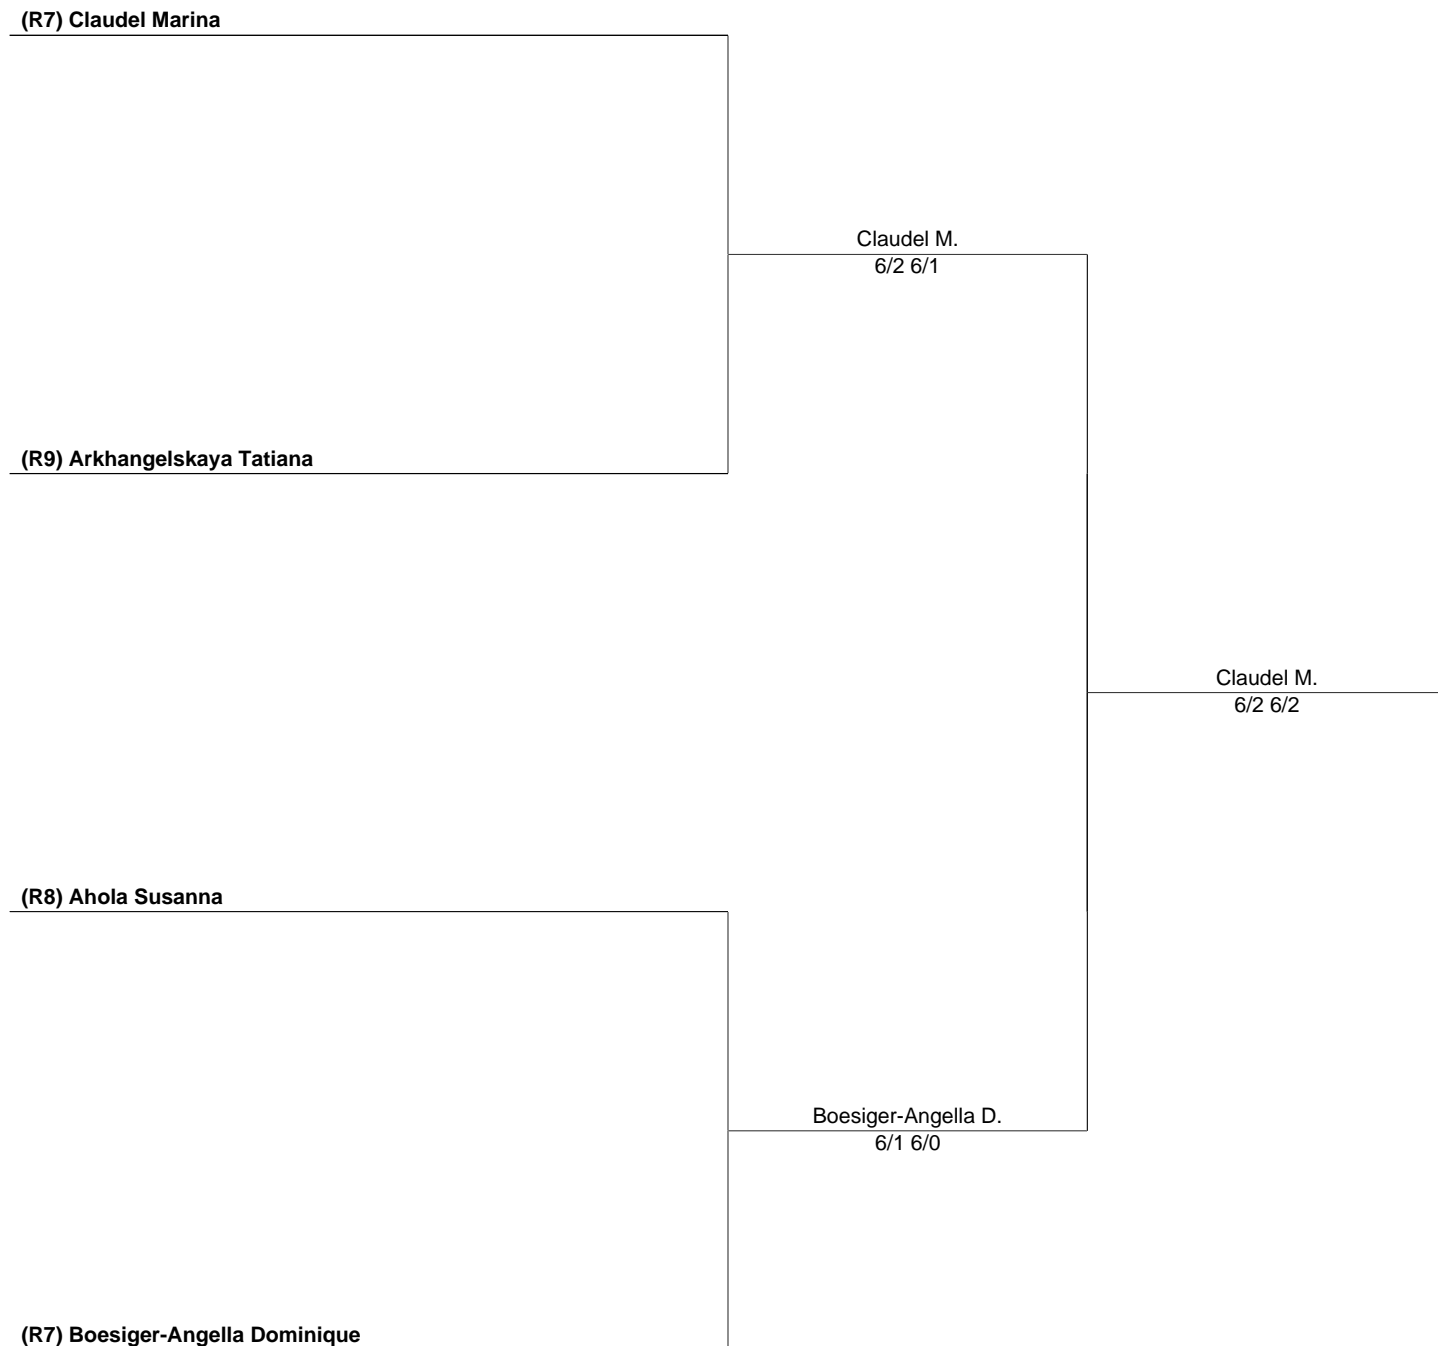 (R7) Claudel Marina
Claudel M.
6/2 6/1
(R9) Arkhangelskaya Tatiana
Claudel M.
6/2 6/2
(R8) Ahola Susanna
Boesiger-Angella D.
6/1 6/0
(R7) Boesiger-Angella Dominique